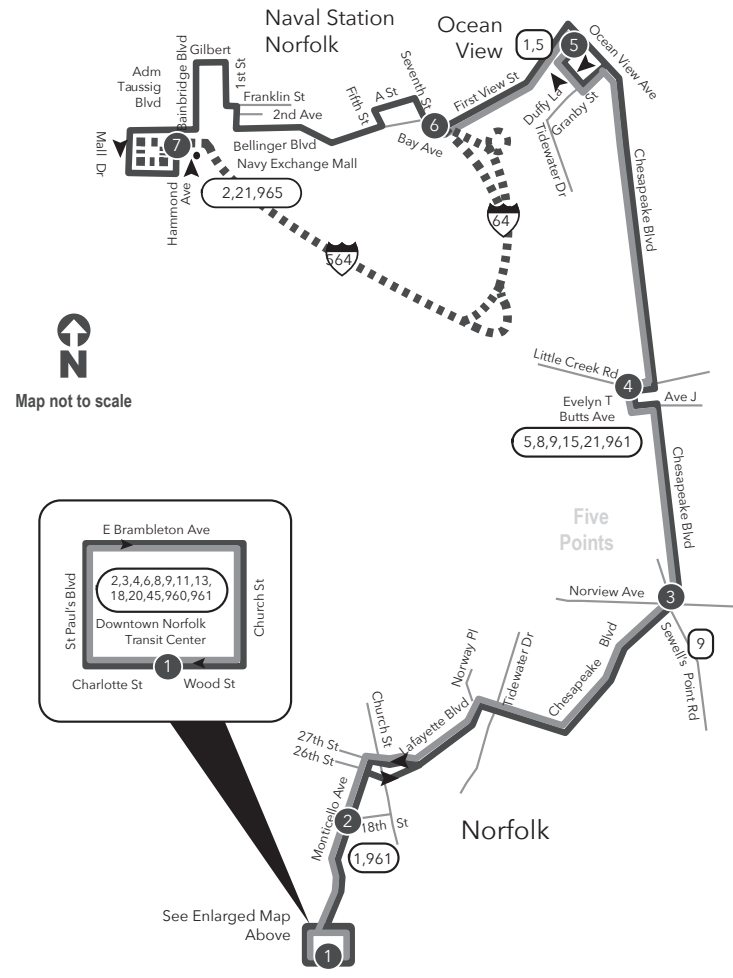 Naval Station
Norfolk
Ocean
View
1,5
5
Ocean View Ave
Gilbert
Bainbridge Blvd
1st St
Adm
Taussig
Blvd
Franklin St
2nd Ave
Fifth St
A St
Seventh St
First View St
Duffy La
Granby St
Tidewater Dr
6
Bay Ave
Bellinger Blvd
Navy Exchange Mall
Mall Dr
7
Hammond
Ave
2,21,965
64
564
Chesapeake Blvd
N
Map not to scale
Little Creek Rd
4
Evelyn T
Butts Ave
Ave J
5,8,9,15,21,961
Chesapeake Blvd
Five
Points
Norview Ave
3
9
Sewell's
Point Rd
E Brambleton Ave
St Paul's Blvd
2,3,4,6,8,9,11,13,
18,20,45,960,961
Church St
Downtown Norfolk
Transit Center
1
Charlotte St
Wood St
Norway Pl
Tidewater Dr
Chesapeake Blvd
Church St
Lafayette Blvd
27th St
26th St
Monticello Ave
2
18th St
1,961
Norfolk
See Enlarged Map
Above
1